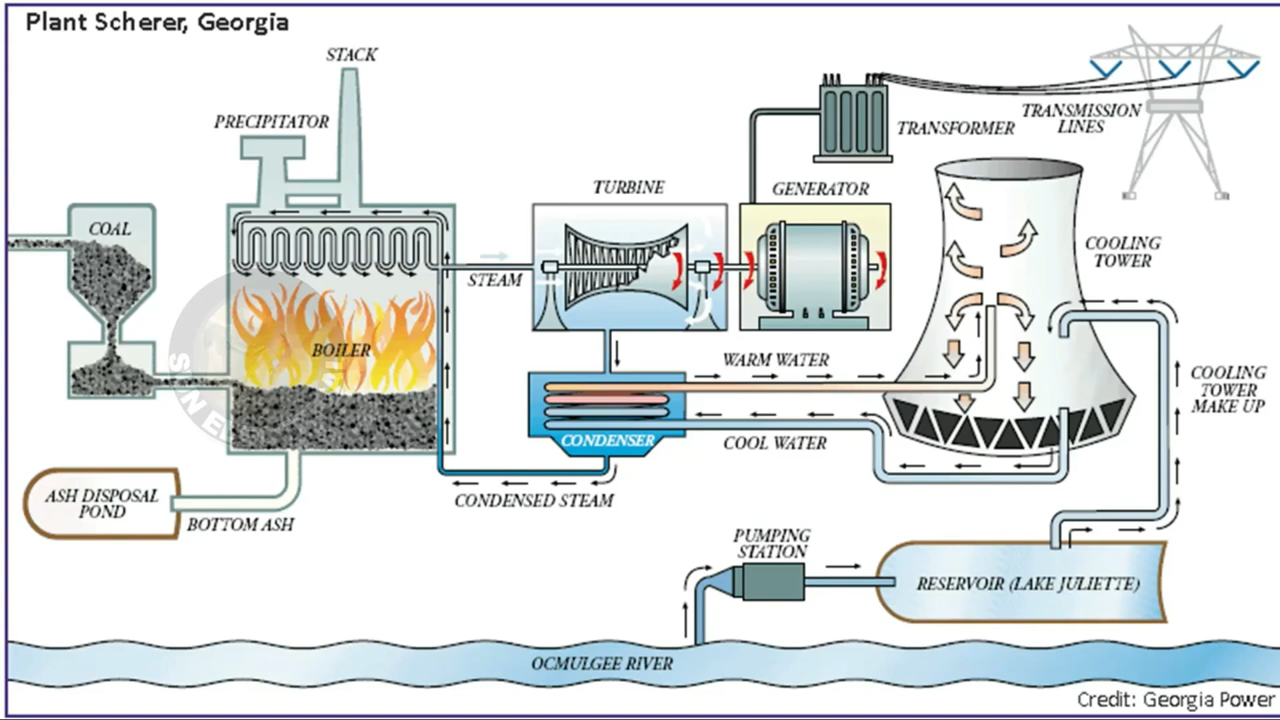 Plant Scherer, Georgia
STACK
PRECIPITATOR
TRANSFORMER
TRANSMISSION
LINES
TURBINE
GENERATOR
COAL
COOLING
TOWER
STEAM
BOILER
WARM WATER
COOLING
TOWER
MAKE UP
CONDENSER
COOL WATER
ASH DISPOSAL
POND
BOTTOM ASH
CONDENSED STEAM
PUMPING
STATION
RESERVOIR (LAKE JULIETTE)
OCMULGEE RIVER
Credit: Georgia Power